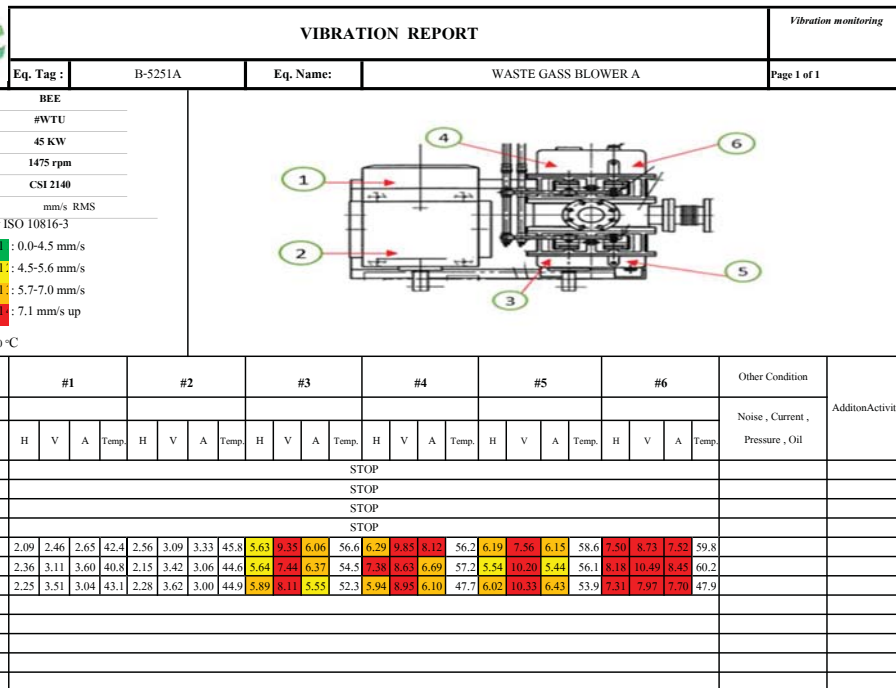 VIBRATION REPORT
Vibration monitoring
Eq. Tag : B-5251A Eq. Name: WASTE GASS BLOWER A Page 1 of 1
BEE
#WTU
45 KW
1475 rpm
CSI 2140
mm/s RMS
ISO 10816-3
: 0.0-4.5 mm/s
: 4.5-5.6 mm/s
: 5.7-7.0 mm/s
: 7.1 mm/s up
°C
4
6
1
2
3
5
#1 #2 #3 #4 #5 #6 Other Condition AdditonActivit
Noise , Current ,
Pressure , Oil
H V A Temp. H V A Temp. H V A Temp. H V A Temp. H V A Temp. H V A Temp.
STOP
STOP
STOP
STOP
2.09 2.46 2.65 42.4 2.56 3.09 3.33 45.8 5.63 9.35 6.06 56.6 6.29 9.85 8.12 56.2 6.19 7.56 6.15 58.6 7.50 8.73 7.52 59.8
2.36 3.11 3.60 40.8 2.15 3.42 3.06 44.6 5.64 7.44 6.37 54.5 7.38 8.63 6.69 57.2 5.54 10.20 5.44 56.1 8.18 10.49 8.45 60.2
2.25 3.51 3.04 43.1 2.28 3.62 3.00 44.9 5.89 8.11 5.55 52.3 5.94 8.95 6.10 47.7 6.02 10.33 6.43 53.9 7.31 7.97 7.70 47.9